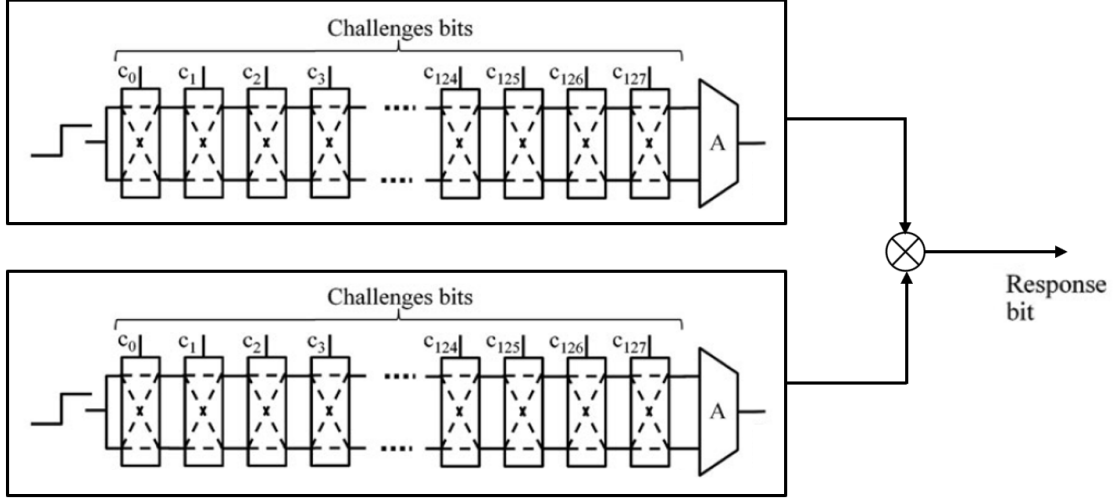 Challenges bits
c0 c1 c2 c3 c124 c125 c126 c127
A
Challenges bits
c0 c1 c2 c3 c124 c125 c126 c127
A
Response
bit